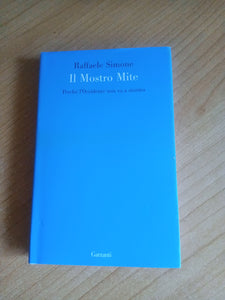 Raffaele Simone
Il Mostro Mite
Perché l'Occidente non va a sinistra
Garzanti